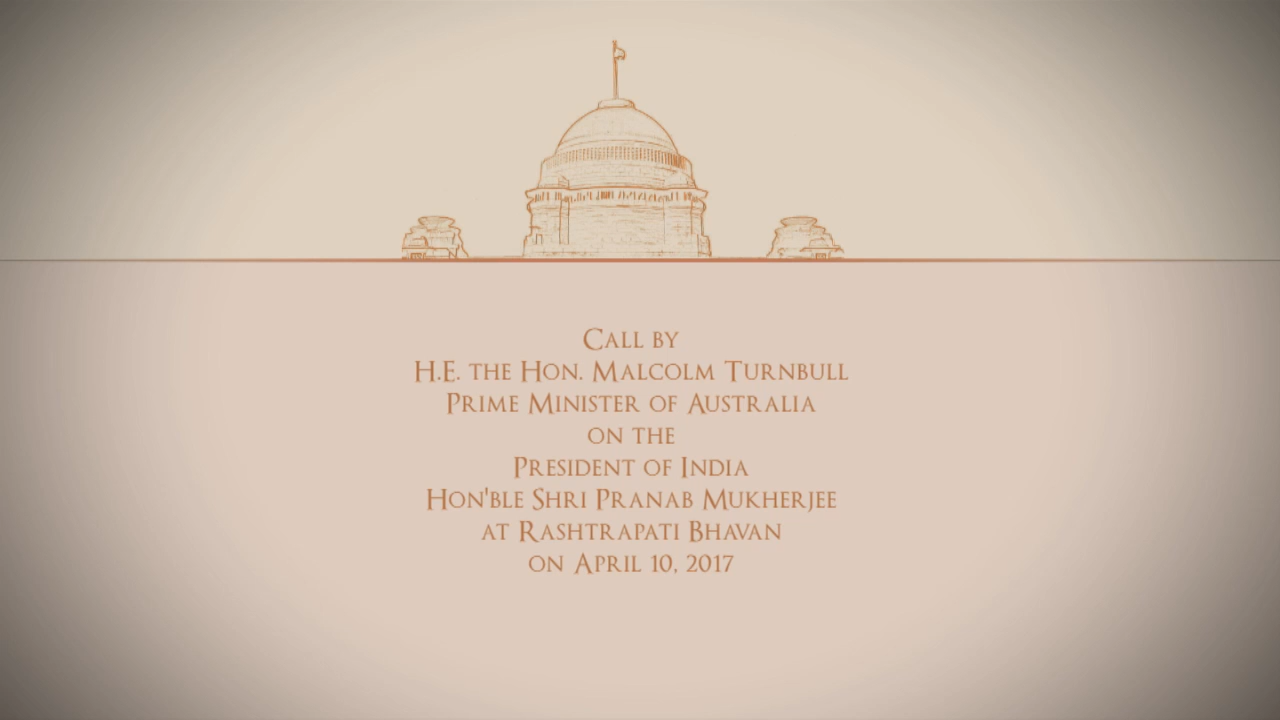 Call by
H.E. the Hon. Malcolm Turnbull
Prime Minister of Australia
on the
President of India
Hon'ble Shri Pranab Mukherjee
at Rashtrapati Bhavan
on April 10, 2017